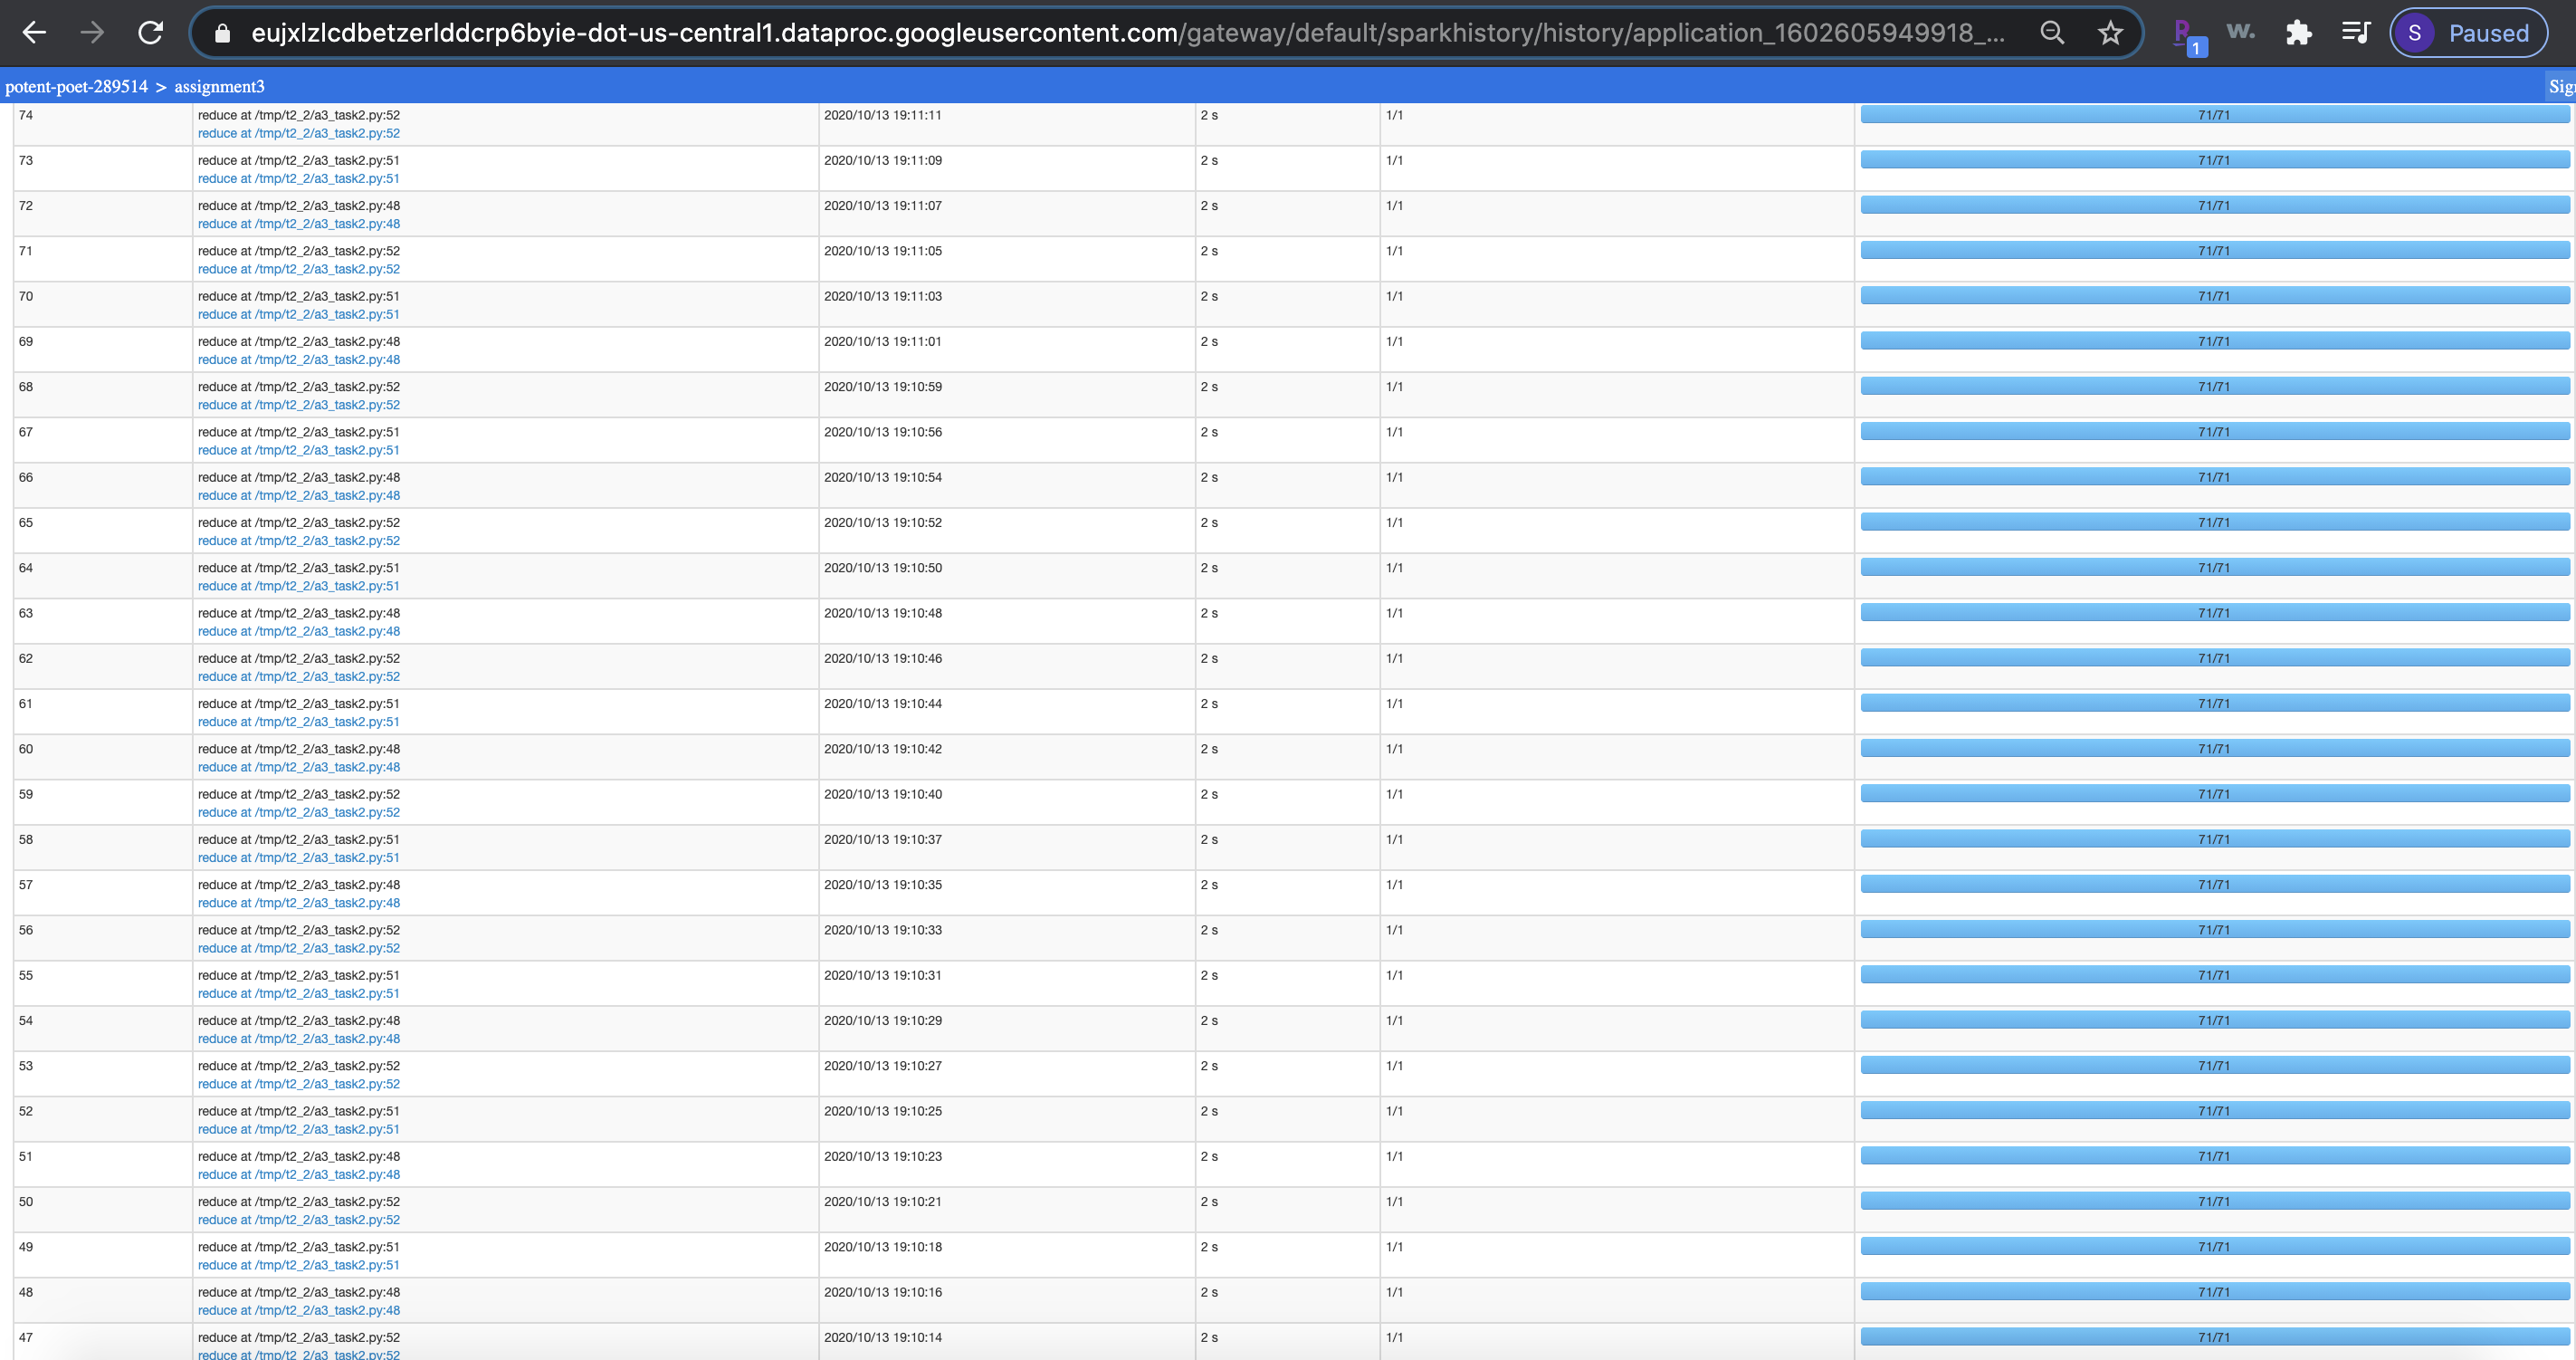 eujxlzlcdbetzerlddcrp6byie-dot-us-central1.dataproc.googleusercontent.com/gateway/default/sparkhistory/history/application_1602605949918_...
1
w.
S Paused
potent-poet-289514 > assignment3
Sig
74 reduce at /tmp/t2_2/a3_task2.py:52 2020/10/13 19:11:11 2 s 1/1 71/71
reduce at /tmp/t2_2/a3_task2.py:52
73 reduce at /tmp/t2_2/a3_task2.py:51 2020/10/13 19:11:09 2 s 1/1 71/71
reduce at /tmp/t2_2/a3_task2.py:51
72 reduce at /tmp/t2_2/a3_task2.py:48 2020/10/13 19:11:07 2 s 1/1 71/71
reduce at /tmp/t2_2/a3_task2.py:48
71 reduce at /tmp/t2_2/a3_task2.py:52 2020/10/13 19:11:05 2 s 1/1 71/71
reduce at /tmp/t2_2/a3_task2.py:52
70 reduce at /tmp/t2_2/a3_task2.py:51 2020/10/13 19:11:03 2 s 1/1 71/71
reduce at /tmp/t2_2/a3_task2.py:51
69 reduce at /tmp/t2_2/a3_task2.py:48 2020/10/13 19:11:01 2 s 1/1 71/71
reduce at /tmp/t2_2/a3_task2.py:48
68 reduce at /tmp/t2_2/a3_task2.py:52 2020/10/13 19:10:59 2 s 1/1 71/71
reduce at /tmp/t2_2/a3_task2.py:52
67 reduce at /tmp/t2_2/a3_task2.py:51 2020/10/13 19:10:56 2 s 1/1 71/71
reduce at /tmp/t2_2/a3_task2.py:51
66 reduce at /tmp/t2_2/a3_task2.py:48 2020/10/13 19:10:54 2 s 1/1 71/71
reduce at /tmp/t2_2/a3_task2.py:48
65 reduce at /tmp/t2_2/a3_task2.py:52 2020/10/13 19:10:52 2 s 1/1 71/71
reduce at /tmp/t2_2/a3_task2.py:52
64 reduce at /tmp/t2_2/a3_task2.py:51 2020/10/13 19:10:50 2 s 1/1 71/71
reduce at /tmp/t2_2/a3_task2.py:51
63 reduce at /tmp/t2_2/a3_task2.py:48 2020/10/13 19:10:48 2 s 1/1 71/71
reduce at /tmp/t2_2/a3_task2.py:48
62 reduce at /tmp/t2_2/a3_task2.py:52 2020/10/13 19:10:46 2 s 1/1 71/71
reduce at /tmp/t2_2/a3_task2.py:52
61 reduce at /tmp/t2_2/a3_task2.py:51 2020/10/13 19:10:44 2 s 1/1 71/71
reduce at /tmp/t2_2/a3_task2.py:51
60 reduce at /tmp/t2_2/a3_task2.py:48 2020/10/13 19:10:42 2 s 1/1 71/71
reduce at /tmp/t2_2/a3_task2.py:48
59 reduce at /tmp/t2_2/a3_task2.py:52 2020/10/13 19:10:40 2 s 1/1 71/71
reduce at /tmp/t2_2/a3_task2.py:52
58 reduce at /tmp/t2_2/a3_task2.py:51 2020/10/13 19:10:37 2 s 1/1 71/71
reduce at /tmp/t2_2/a3_task2.py:51
57 reduce at /tmp/t2_2/a3_task2.py:48 2020/10/13 19:10:35 2 s 1/1 71/71
reduce at /tmp/t2_2/a3_task2.py:48
56 reduce at /tmp/t2_2/a3_task2.py:52 2020/10/13 19:10:33 2 s 1/1 71/71
reduce at /tmp/t2_2/a3_task2.py:52
55 reduce at /tmp/t2_2/a3_task2.py:51 2020/10/13 19:10:31 2 s 1/1 71/71
reduce at /tmp/t2_2/a3_task2.py:51
54 reduce at /tmp/t2_2/a3_task2.py:48 2020/10/13 19:10:29 2 s 1/1 71/71
reduce at /tmp/t2_2/a3_task2.py:48
53 reduce at /tmp/t2_2/a3_task2.py:52 2020/10/13 19:10:27 2 s 1/1 71/71
reduce at /tmp/t2_2/a3_task2.py:52
52 reduce at /tmp/t2_2/a3_task2.py:51 2020/10/13 19:10:25 2 s 1/1 71/71
reduce at /tmp/t2_2/a3_task2.py:51
51 reduce at /tmp/t2_2/a3_task2.py:48 2020/10/13 19:10:23 2 s 1/1 71/71
reduce at /tmp/t2_2/a3_task2.py:48
50 reduce at /tmp/t2_2/a3_task2.py:52 2020/10/13 19:10:21 2 s 1/1 71/71
reduce at /tmp/t2_2/a3_task2.py:52
49 reduce at /tmp/t2_2/a3_task2.py:51 2020/10/13 19:10:18 2 s 1/1 71/71
reduce at /tmp/t2_2/a3_task2.py:51
48 reduce at /tmp/t2_2/a3_task2.py:48 2020/10/13 19:10:16 2 s 1/1 71/71
reduce at /tmp/t2_2/a3_task2.py:48
47 reduce at /tmp/t2_2/a3_task2.py:52 2020/10/13 19:10:14 2 s 1/1 71/71
reduce at /tmp/t2_2/a3_task2.py:52